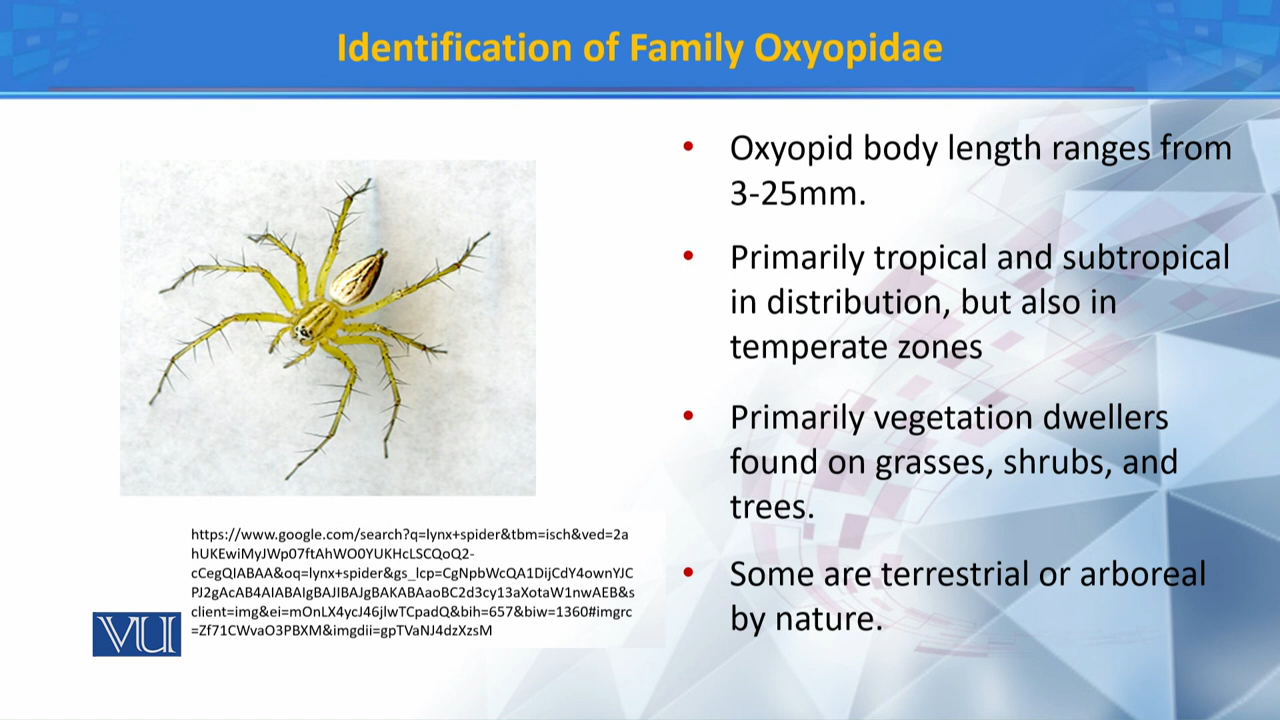 Identification of Family Oxyopidae
• Oxyopid body length ranges from
3-25mm.
• Primarily tropical and subtropical
in distribution, but also in
temperate zones
• Primarily vegetation dwellers
found on grasses, shrubs, and
trees.
• Some are terrestrial or arboreal
by nature.
https://www.google.com/search?q=lynx+spider&tbm=isch&ved=2a
hUKEwiMyJWp07ftAhWO0YUKHcLSCQoQ2-
cCegQIABAA&oq=lynx+spider&gs_lcp=CgNpbWcQA1DijCdY4ownYJC
PJ2gAcAB4AIABAIgBAJIBAJgBAKABAaoBC2d3cy13aXotaW1nwAEB&s
client=img&ei=mOnLX4ycJ46jlwTCpadQ&bih=657&biw=1360#imgrc
=Zf71CWvaO3PBXM&imgdii=gpTVaNJ4dzXzsM
VU